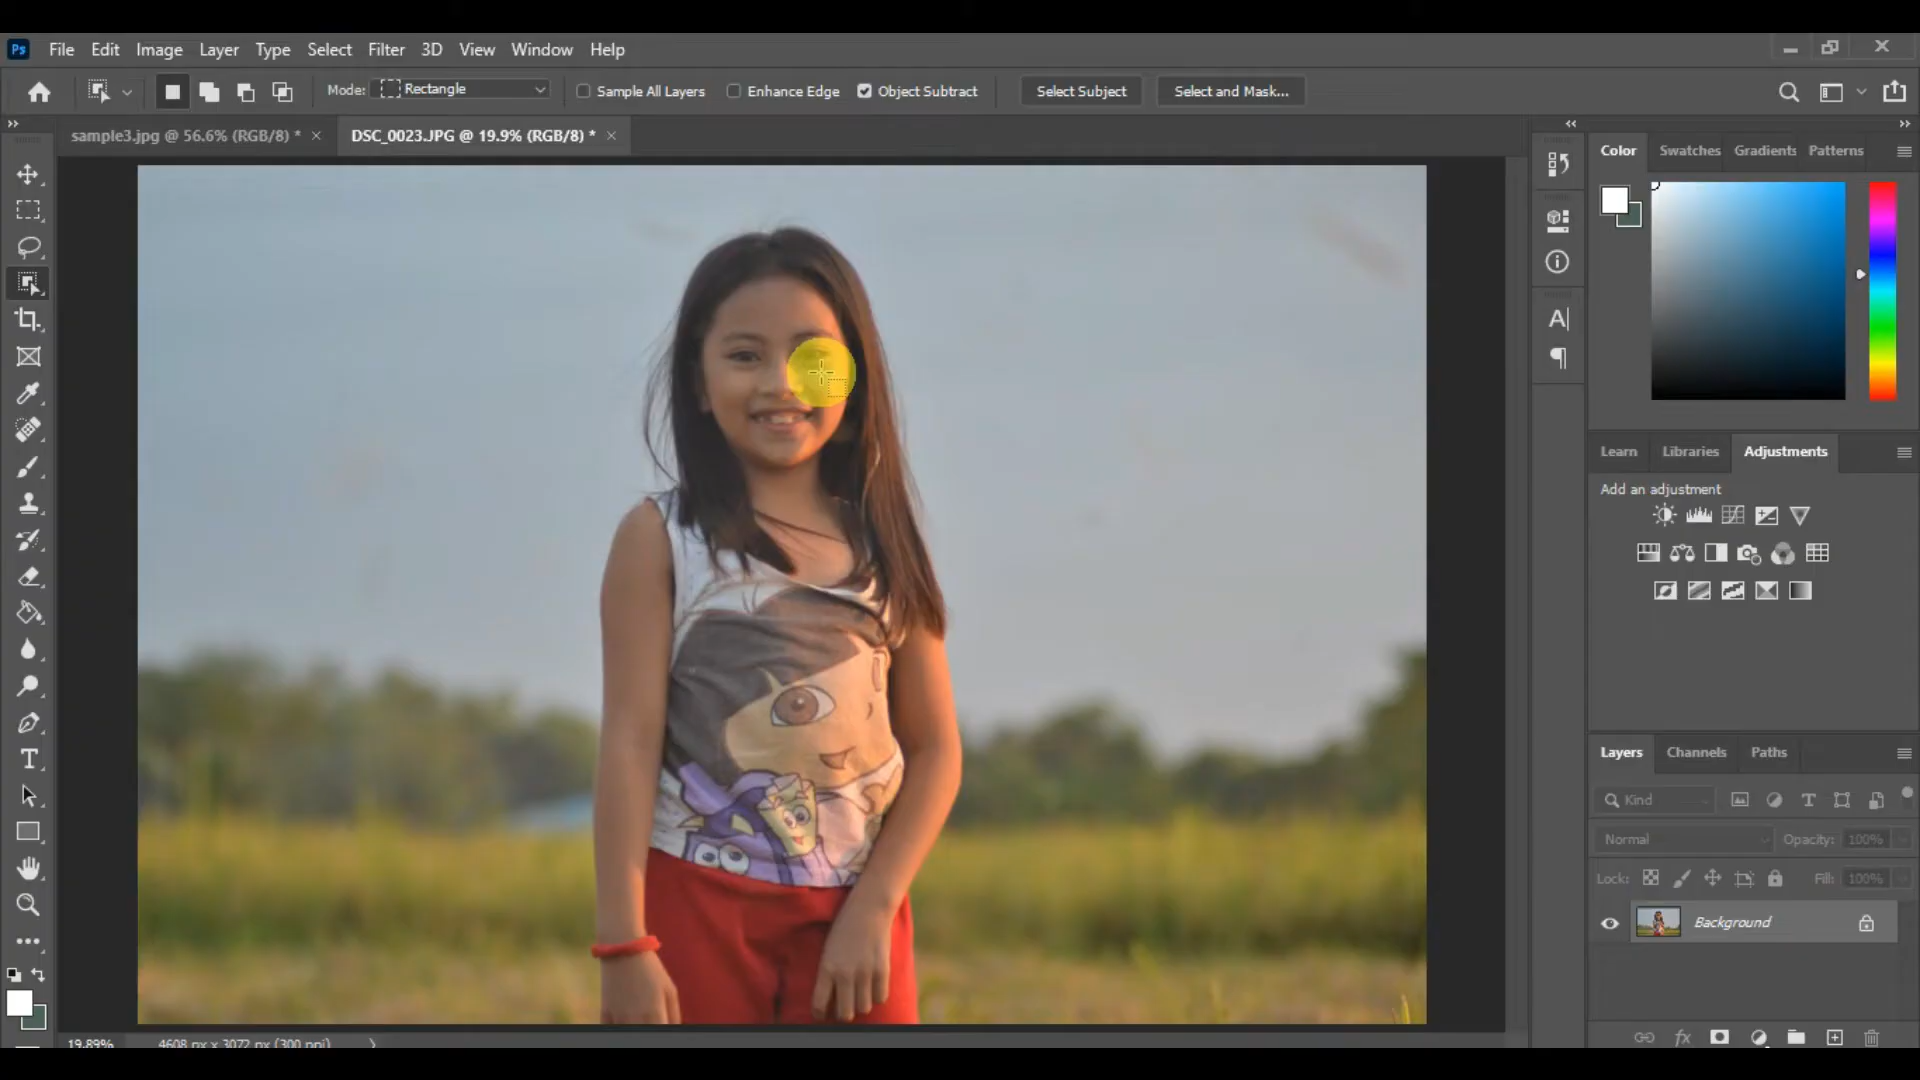 Ps File Edit Image Layer Type Select Filter 3D View Window Help
Mode: Rectangle Sample All Layers Enhance Edge Object Subtract Select Subject Select and Mask...
sample3.jpg @ 56.6% (RGB/8) * DSC_0023.JPG @ 19.9% (RGB/8) *
Color Swatches Gradients Patterns
Learn Libraries Adjustments
Add an adjustment
Layers Channels Paths
Kind
Normal Opacity: 100%
Lock: Fill: 100%
Background
19.89% 4608 px x 3072 px (300 ppi)